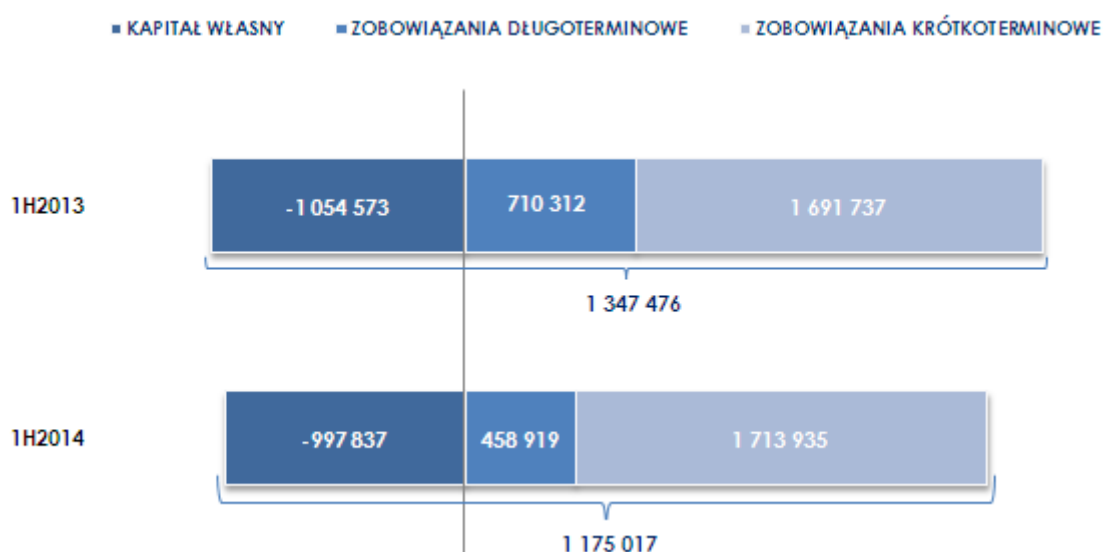 KAPITAŁ WŁASNY ZOBOWIĄZANIA DŁUGOTERMINOWE ZOBOWIĄZANIA KRÓTKOTERMINOWE
1H2013 -1 054 573 710 312 1 691 737
1 347 476
1H2014 -997 837 458 919 1 713 935
1 175 017